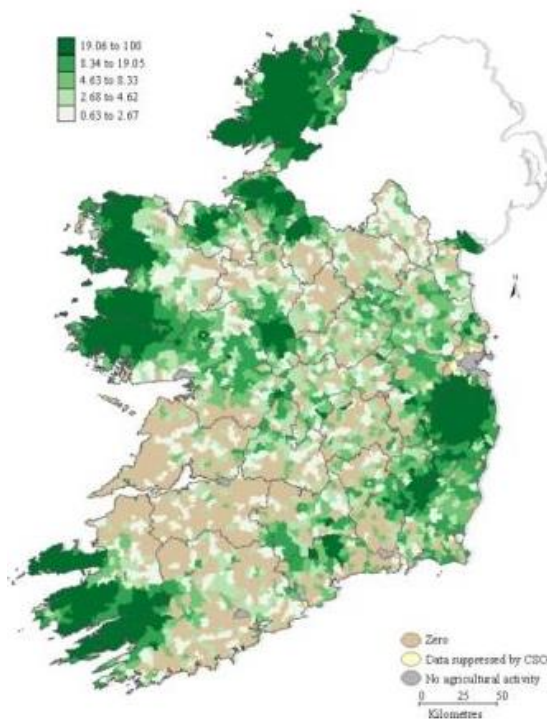 19.06 to 100
8.34 to 19.05
4.63 to 8.33
2.68 to 4.62
0.63 to 2.67
N
Zero
Data suppressed by CSO
No agricultural activity
0 25 50
Kilometres